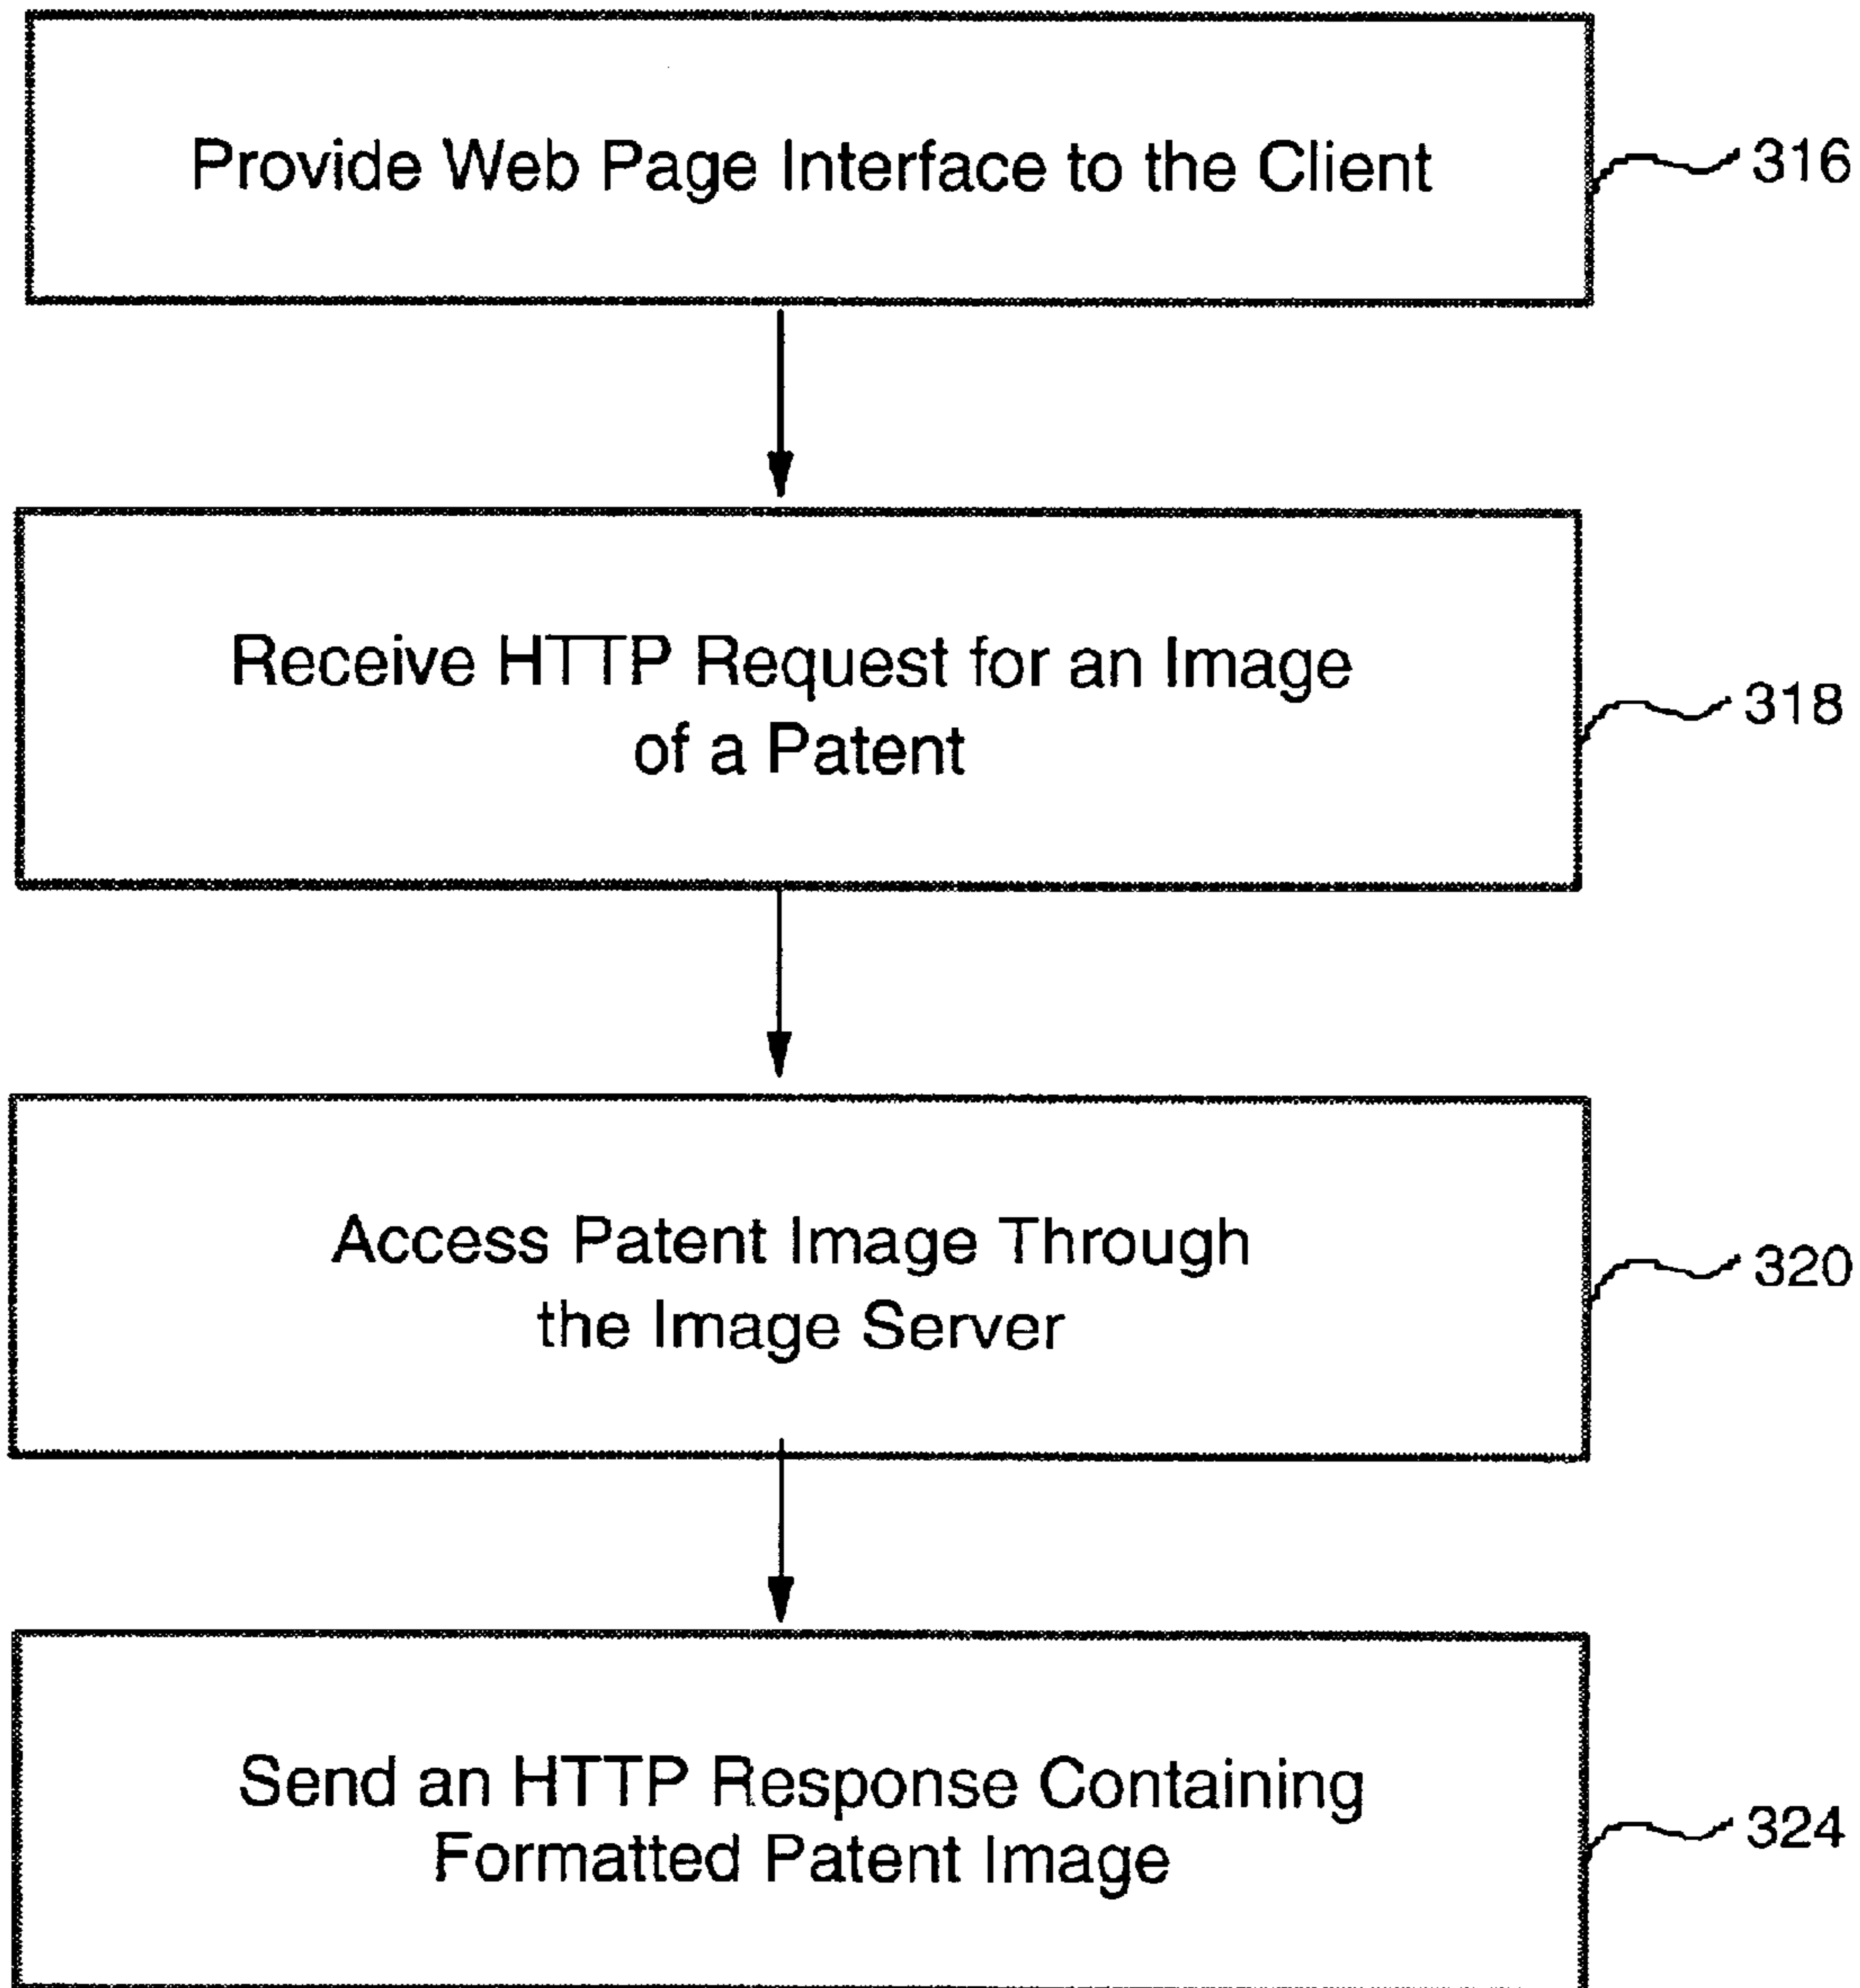 Provide Web Page Interface to the Client
316
Receive HTTP Request for an Image
of a Patent
318
Access Patent Image Through
the Image Server
320
Send an HTTP Response Containing
Formatted Patent Image
324